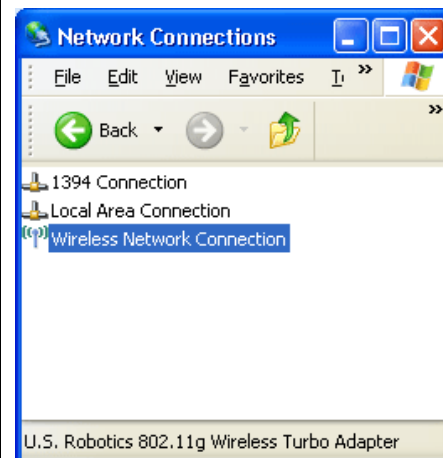 Network Connections
File Edit View Favorites
Back
1394 Connection
Local Area Connection
Wireless Network Connection
U.S. Robotics 802.11g Wireless Turbo Adapter